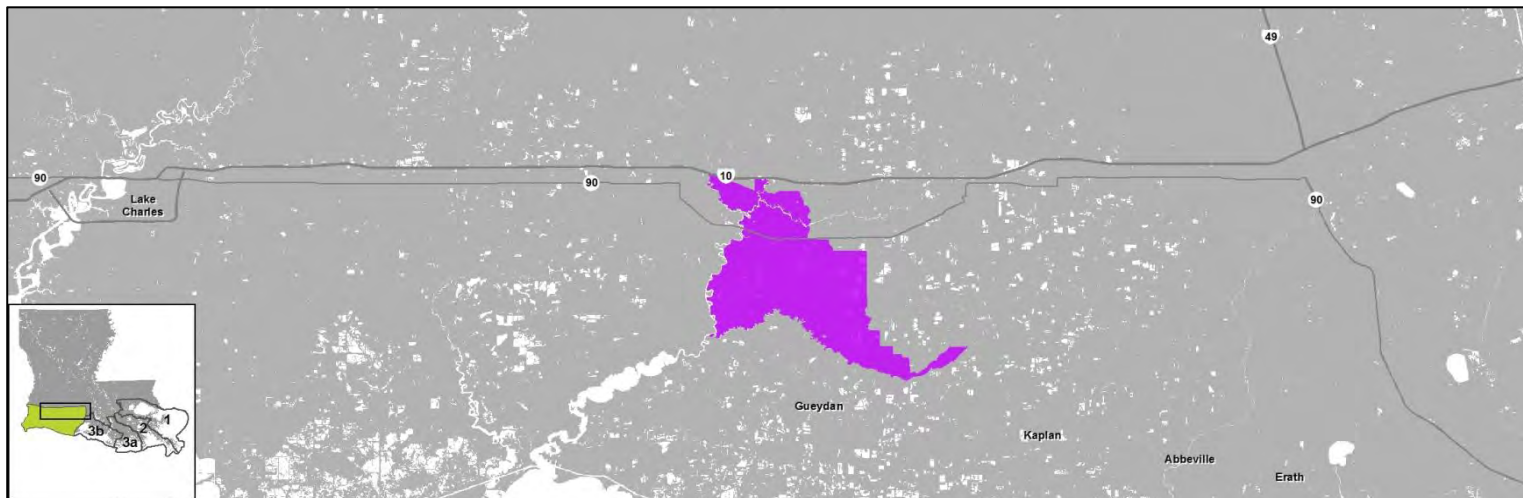 49
90
10
90
90
Lake
Charles
Gueydan
Kaplan
Abbeville
Erath
1
2
3b
3a